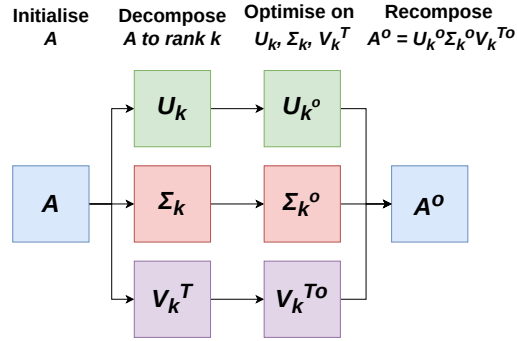 Initialise
A
Decompose
A to rank k
Optimise on
Uₖ, Σₖ, Vₖᵀ
Recompose
Aᵒ = UₖᵒΣₖᵒVₖᵀᵒ
Uₖ
Uₖᵒ
A
Σₖ
Σₖᵒ
Aᵒ
Vₖᵀ
Vₖᵀᵒ